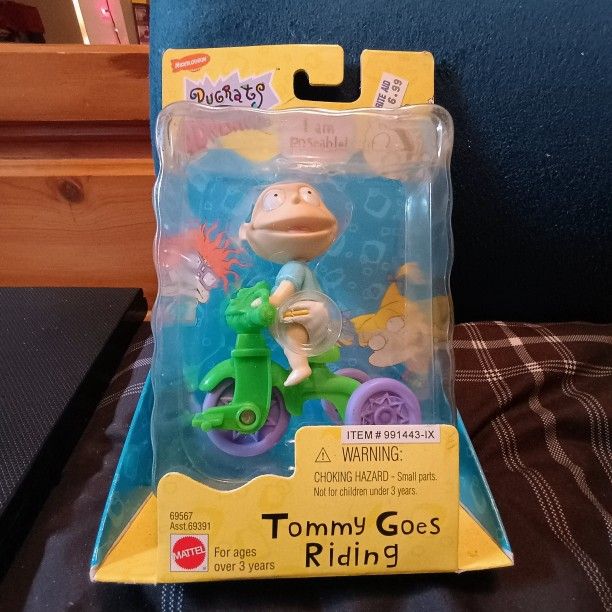 NICKELODEON
RUGRATS
RITE AID
6.99
I am
poseable!
ITEM # 991443-IX
WARNING:
CHOKING HAZARD - Small parts.
Not for children under 3 years.
69567
Asst.69391
MATTEL
For ages
over 3 years
Tommy Goes
Riding